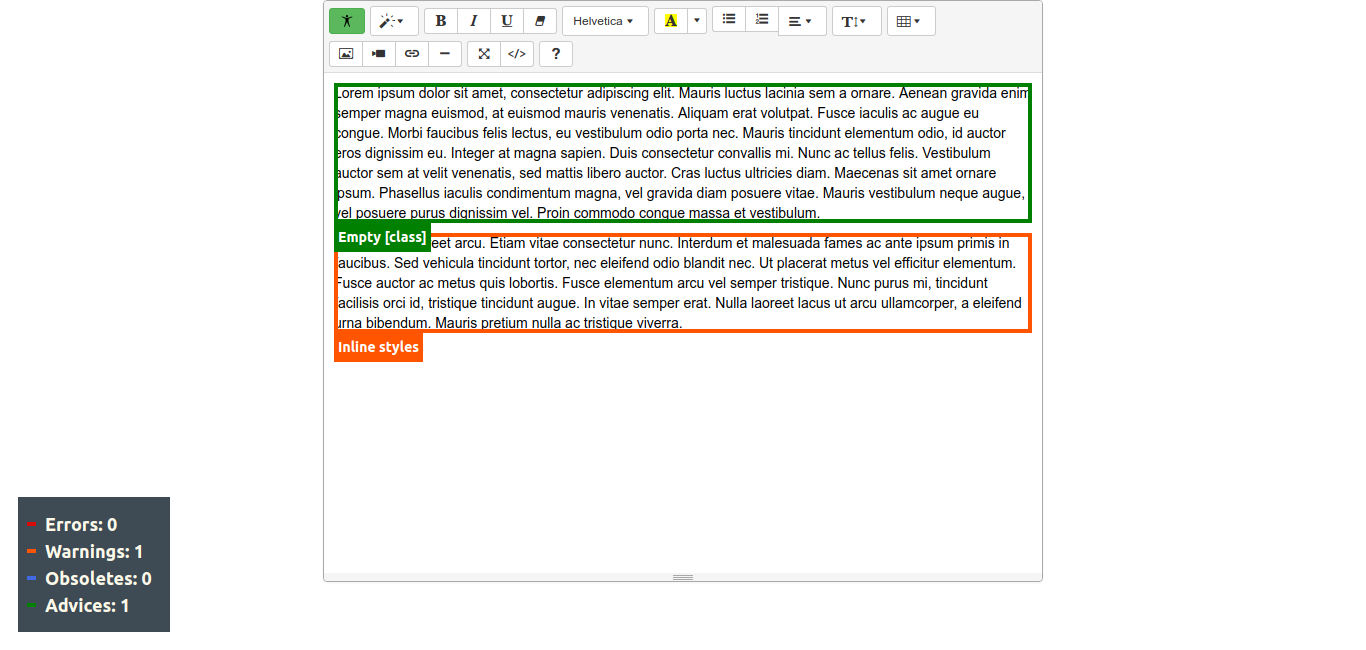 B I U Helvetica A T
</> ?
Lorem ipsum dolor sit amet, consectetur adipiscing elit. Mauris luctus lacinia sem a ornare. Aenean gravida enim
semper magna euismod, at euismod mauris venenatis. Aliquam erat volutpat. Fusce iaculis ac augue eu
congue. Morbi faucibus felis lectus, eu vestibulum odio porta nec. Mauris tincidunt elementum odio, id auctor
eros dignissim eu. Integer at magna sapien. Duis consectetur convallis mi. Nunc ac tellus felis. Vestibulum
auctor sem at velit venenatis, sed mattis libero auctor. Cras luctus ultricies diam. Maecenas sit amet ornare
ipsum. Phasellus iaculis condimentum magna, vel gravida diam posuere vitae. Mauris vestibulum neque augue,
vel posuere purus dignissim vel. Proin commodo congue massa et vestibulum.
Empty [class]
eet arcu. Etiam vitae consectetur nunc. Interdum et malesuada fames ac ante ipsum primis in
faucibus. Sed vehicula tincidunt tortor, nec eleifend odio blandit nec. Ut placerat metus vel efficitur elementum.
Fusce auctor ac metus quis lobortis. Fusce elementum arcu vel semper tristique. Nunc purus mi, tincidunt
facilisis orci id, tristique tincidunt augue. In vitae semper erat. Nulla laoreet lacus ut arcu ullamcorper, a eleifend
urna bibendum. Mauris pretium nulla ac tristique viverra.
Inline styles
Errors: 0
Warnings: 1
Obsoletes: 0
Advices: 1